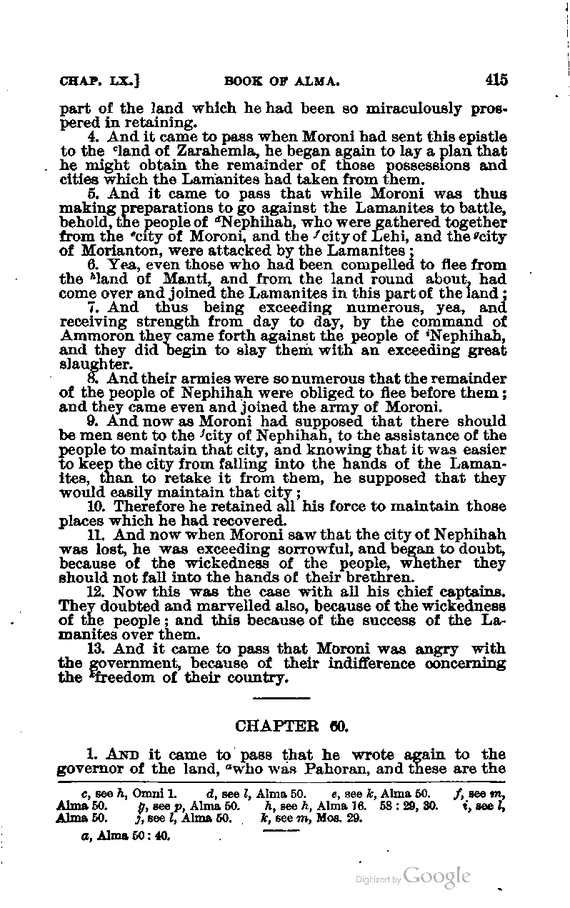 CHAP. LX.] BOOK OF ALMA. 415
part of the land which he had been so miraculously pros-
pered in retaining.
4. And it came to pass when Moroni had sent this epistle
to the ᶜland of Zarahemla, he began again to lay a plan that
he might obtain the remainder of those possessions and
cities which the Lamanites had taken from them.
5. And it came to pass that while Moroni was thus
making preparations to go against the Lamanites to battle,
behold, the people of ᵈNephihah, who were gathered together
from the ᵉcity of Moroni, and the ᶠcity of Lehi, and the ᵍcity
of Morianton, were attacked by the Lamanites;
6. Yea, even those who had been compelled to flee from
the ʰland of Manti, and from the land round about, had
come over and joined the Lamanites in this part of the land;
7. And thus being exceeding numerous, yea, and
receiving strength from day to day, by the command of
Ammoron they came forth against the people of ⁱNephihah,
and they did begin to slay them with an exceeding great
slaughter.
8. And their armies were so numerous that the remainder
of the people of Nephihah were obliged to flee before them;
and they came even and joined the army of Moroni.
9. And now as Moroni had supposed that there should
be men sent to the ʲcity of Nephihah, to the assistance of the
people to maintain that city, and knowing that it was easier
to keep the city from falling into the hands of the Laman-
ites, than to retake it from them, he supposed that they
would easily maintain that city;
10. Therefore he retained all his force to maintain those
places which he had recovered.
11. And now when Moroni saw that the city of Nephihah
was lost, he was exceeding sorrowful, and began to doubt,
because of the wickedness of the people, whether they
should not fall into the hands of their brethren.
12. Now this was the case with all his chief captains.
They doubted and marvelled also, because of the wickedness
of the people; and this because of the success of the La-
manites over them.
13. And it came to pass that Moroni was angry with
the government, because of their indifference concerning
the ᵏfreedom of their country.
CHAPTER 60.
1. AND it came to pass that he wrote again to the
governor of the land, ᵃwho was Pahoran, and these are the
c, see h, Omni 1. d, see l, Alma 50. e, see k, Alma 50. f, see m,
Alma 50. g, see p, Alma 50. h, see h, Alma 16. 58:29, 30. i, see l,
Alma 50. j, see l, Alma 50. k, see m, Mos. 29.
a, Alma 50:40.
Digitized by Google